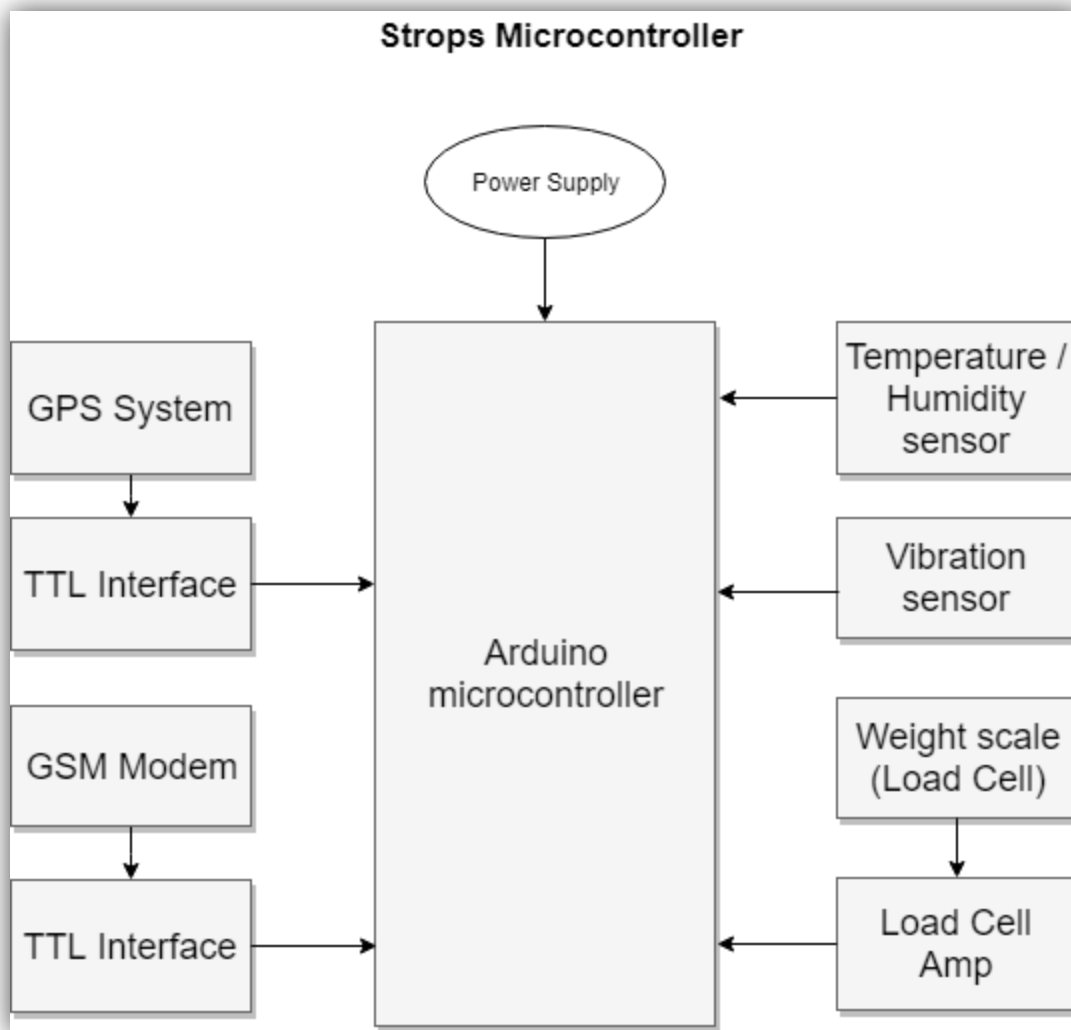 Strops Microcontroller
Power Supply
GPS System
TTL Interface
GSM Modem
TTL Interface
Arduino
microcontroller
Temperature /
Humidity
sensor
Vibration
sensor
Weight scale
(Load Cell)
Load Cell
Amp